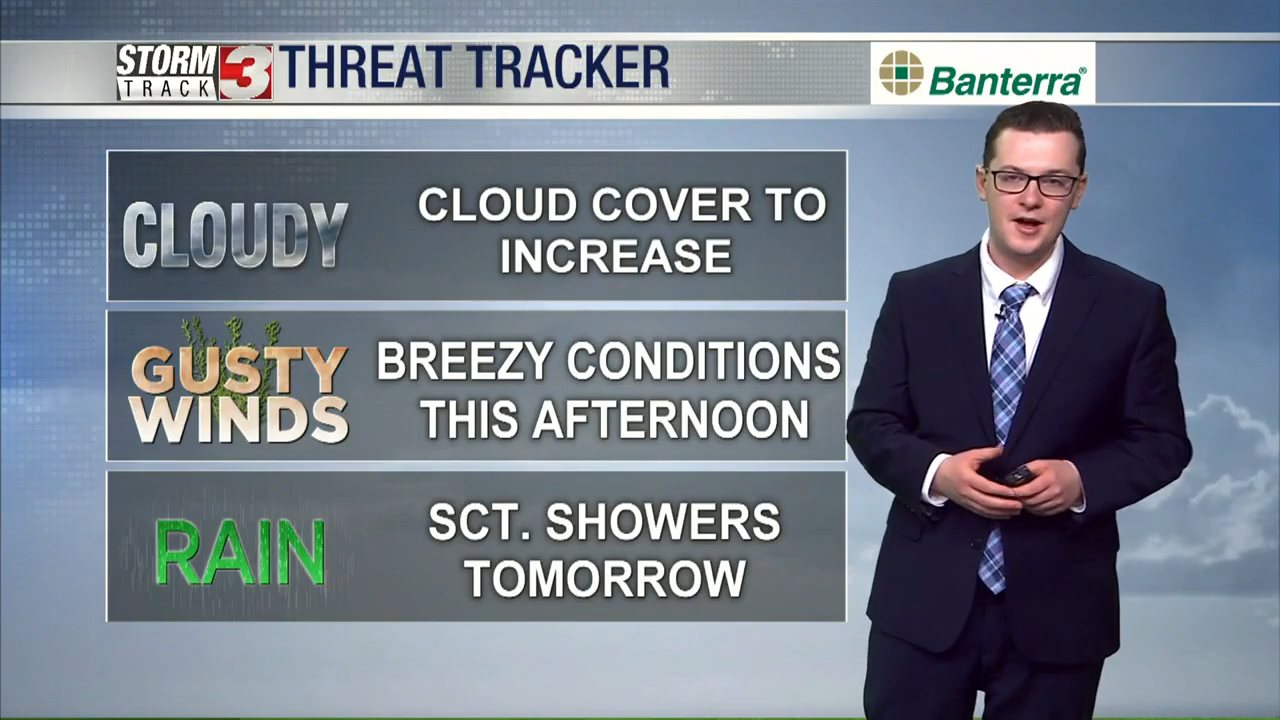 STORM
TRACK 3
THREAT TRACKER
Banterra®
CLOUDY
CLOUD COVER TO
INCREASE
GUSTY
WINDS
BREEZY CONDITIONS
THIS AFTERNOON
RAIN
SCT. SHOWERS
TOMORROW